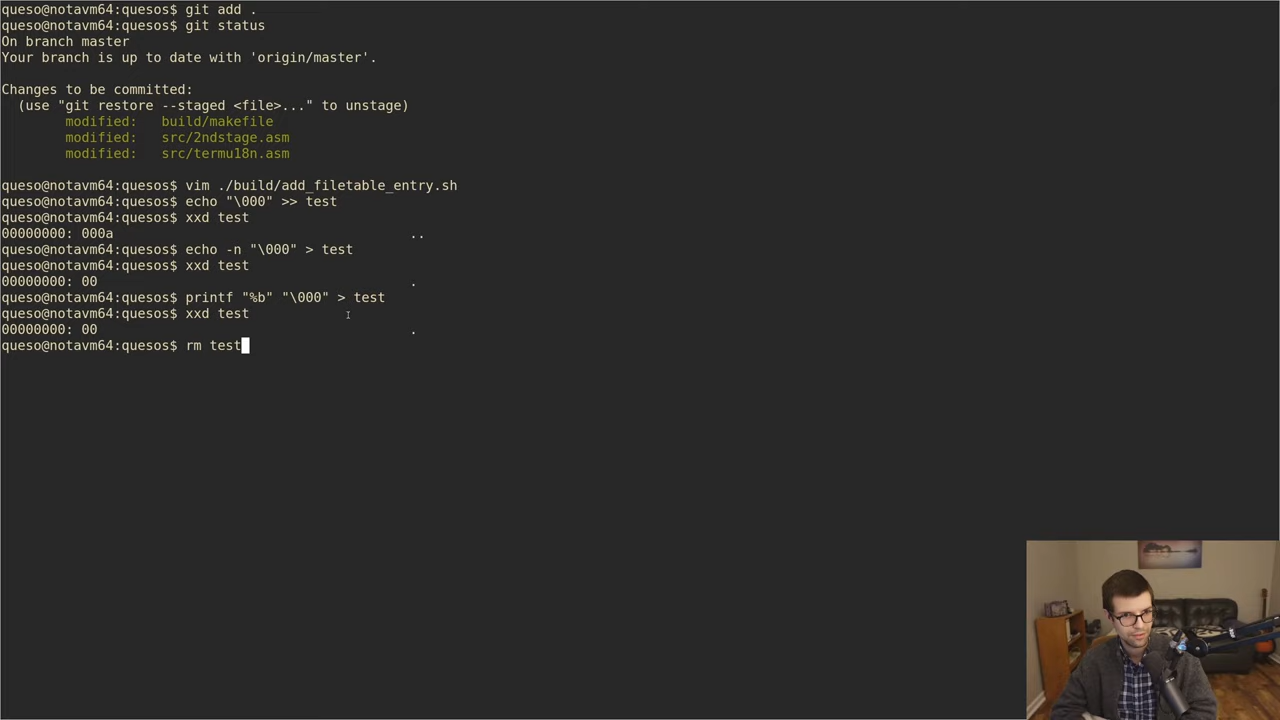 queso@notavm64:quesos$ git add .
queso@notavm64:quesos$ git status
On branch master
Your branch is up to date with 'origin/master'.
Changes to be committed:
(use "git restore --staged <file>..." to unstage)
modified:   build/makefile
modified:   src/2ndstage.asm
modified:   src/termu18n.asm
queso@notavm64:quesos$ vim ./build/add_filetable_entry.sh
queso@notavm64:quesos$ echo "\000" >> test
queso@notavm64:quesos$ xxd test
00000000: 000a                                     ..
queso@notavm64:quesos$ echo -n "\000" > test
queso@notavm64:quesos$ xxd test
00000000: 00                                       .
queso@notavm64:quesos$ printf "%b" "\000" > test
queso@notavm64:quesos$ xxd test
00000000: 00                                       .
queso@notavm64:quesos$ rm test